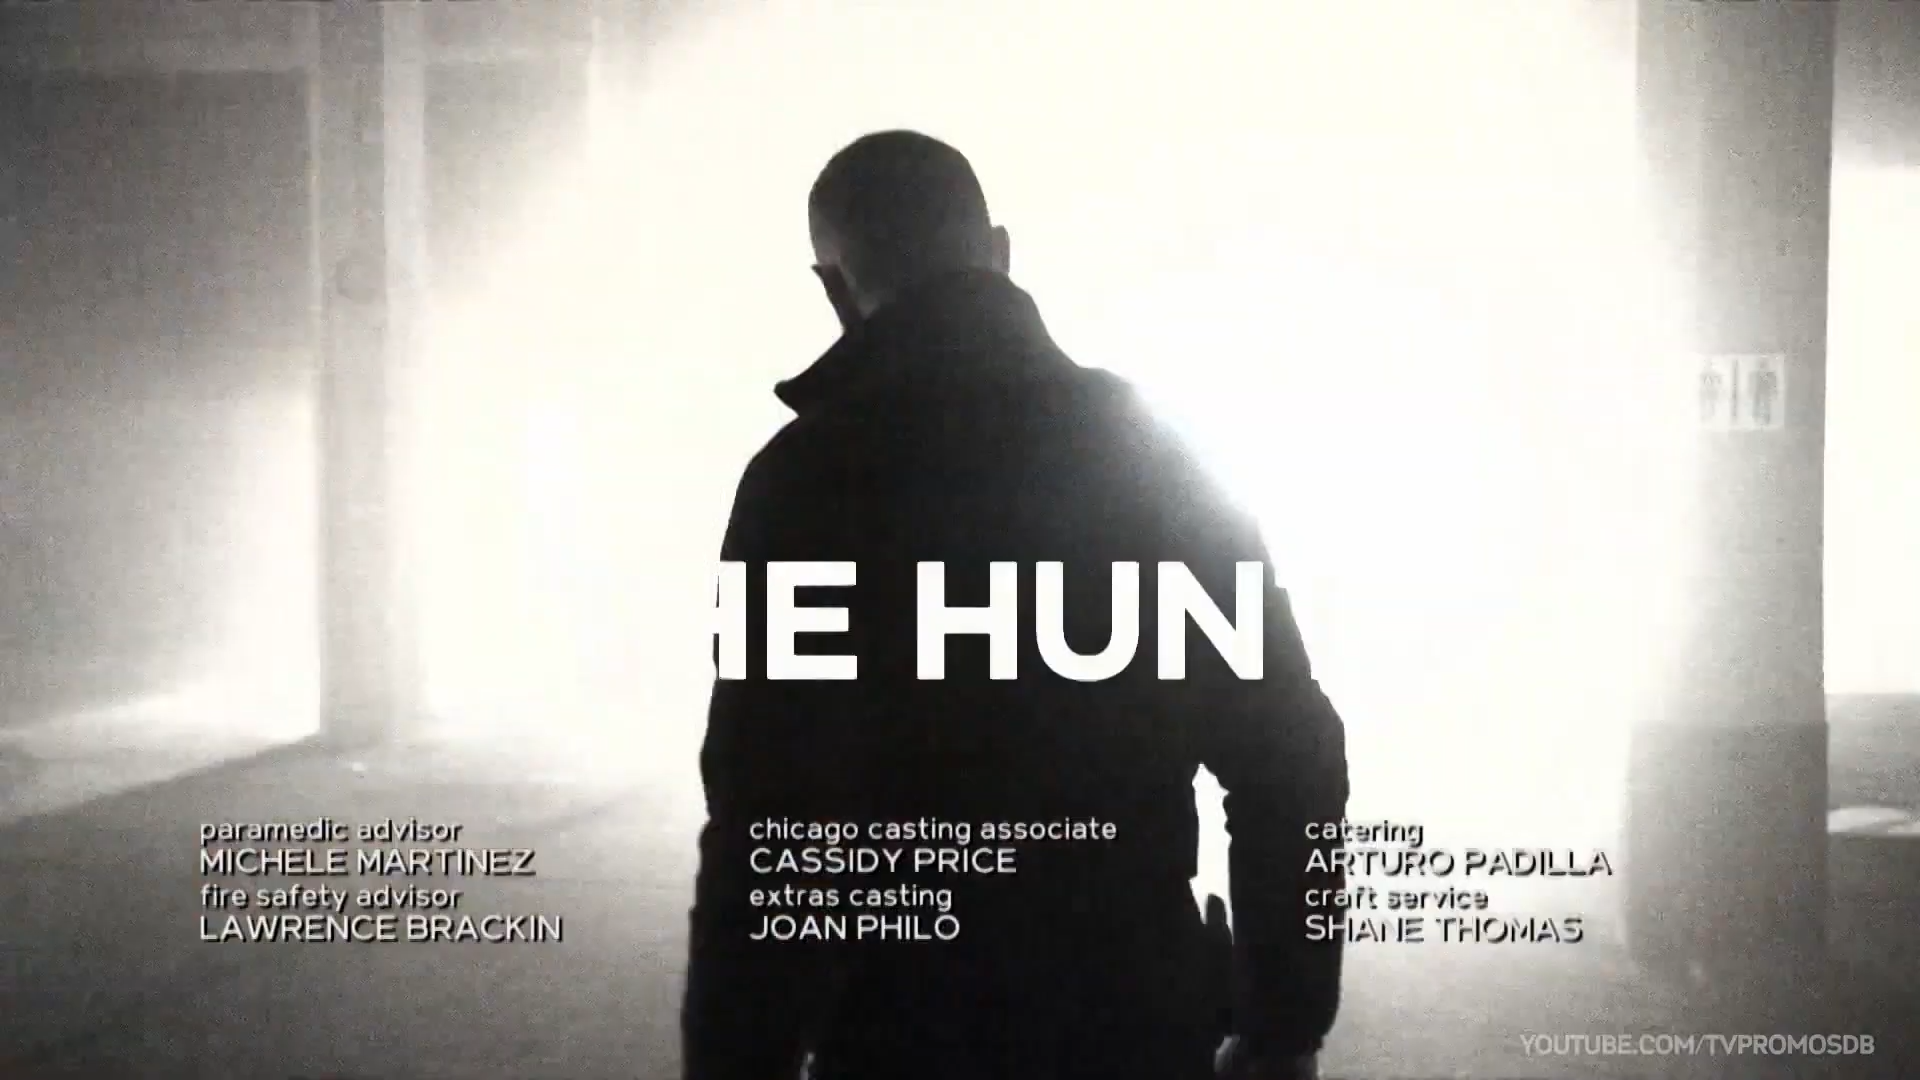 HE HUN
paramedic advisor
MICHELE MARTINEZ
fire safety advisor
LAWRENCE BRACKIN
chicago casting associate
CASSIDY PRICE
extras casting
JOAN PHILO
catering
ARTURO PADILLA
craft service
SHANE THOMAS
YOUTUBE.COM/TVPROMOSDB